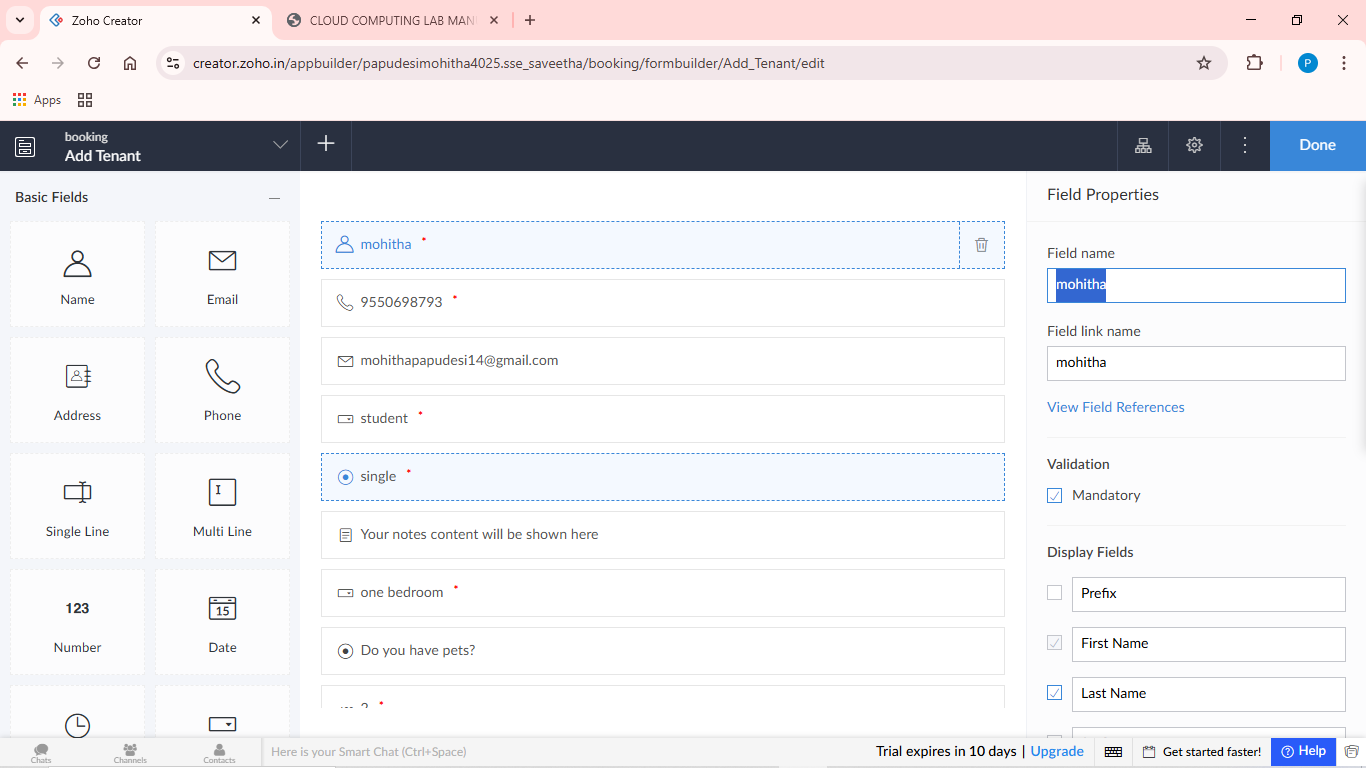 Zoho Creator
CLOUD COMPUTING LAB MAN
creator.zoho.in/appbuilder/papudesimohitha4025.sse_saveetha/booking/formbuilder/Add_Tenant/edit
P
Apps
booking
Add Tenant
Done
Basic Fields
Name
Email
Address
Phone
Single Line
Multi Line
123
Number
15
Date
mohitha *
9550698793 *
mohithapapudesi14@gmail.com
student *
single *
Your notes content will be shown here
one bedroom *
Do you have pets?
Field Properties
Field name
mohitha
Field link name
mohitha
View Field References
Validation
Mandatory
Display Fields
Prefix
First Name
Last Name
Chats
Channels
Contacts
Here is your Smart Chat (Ctrl+Space)
Trial expires in 10 days | Upgrade
Get started faster!
Help